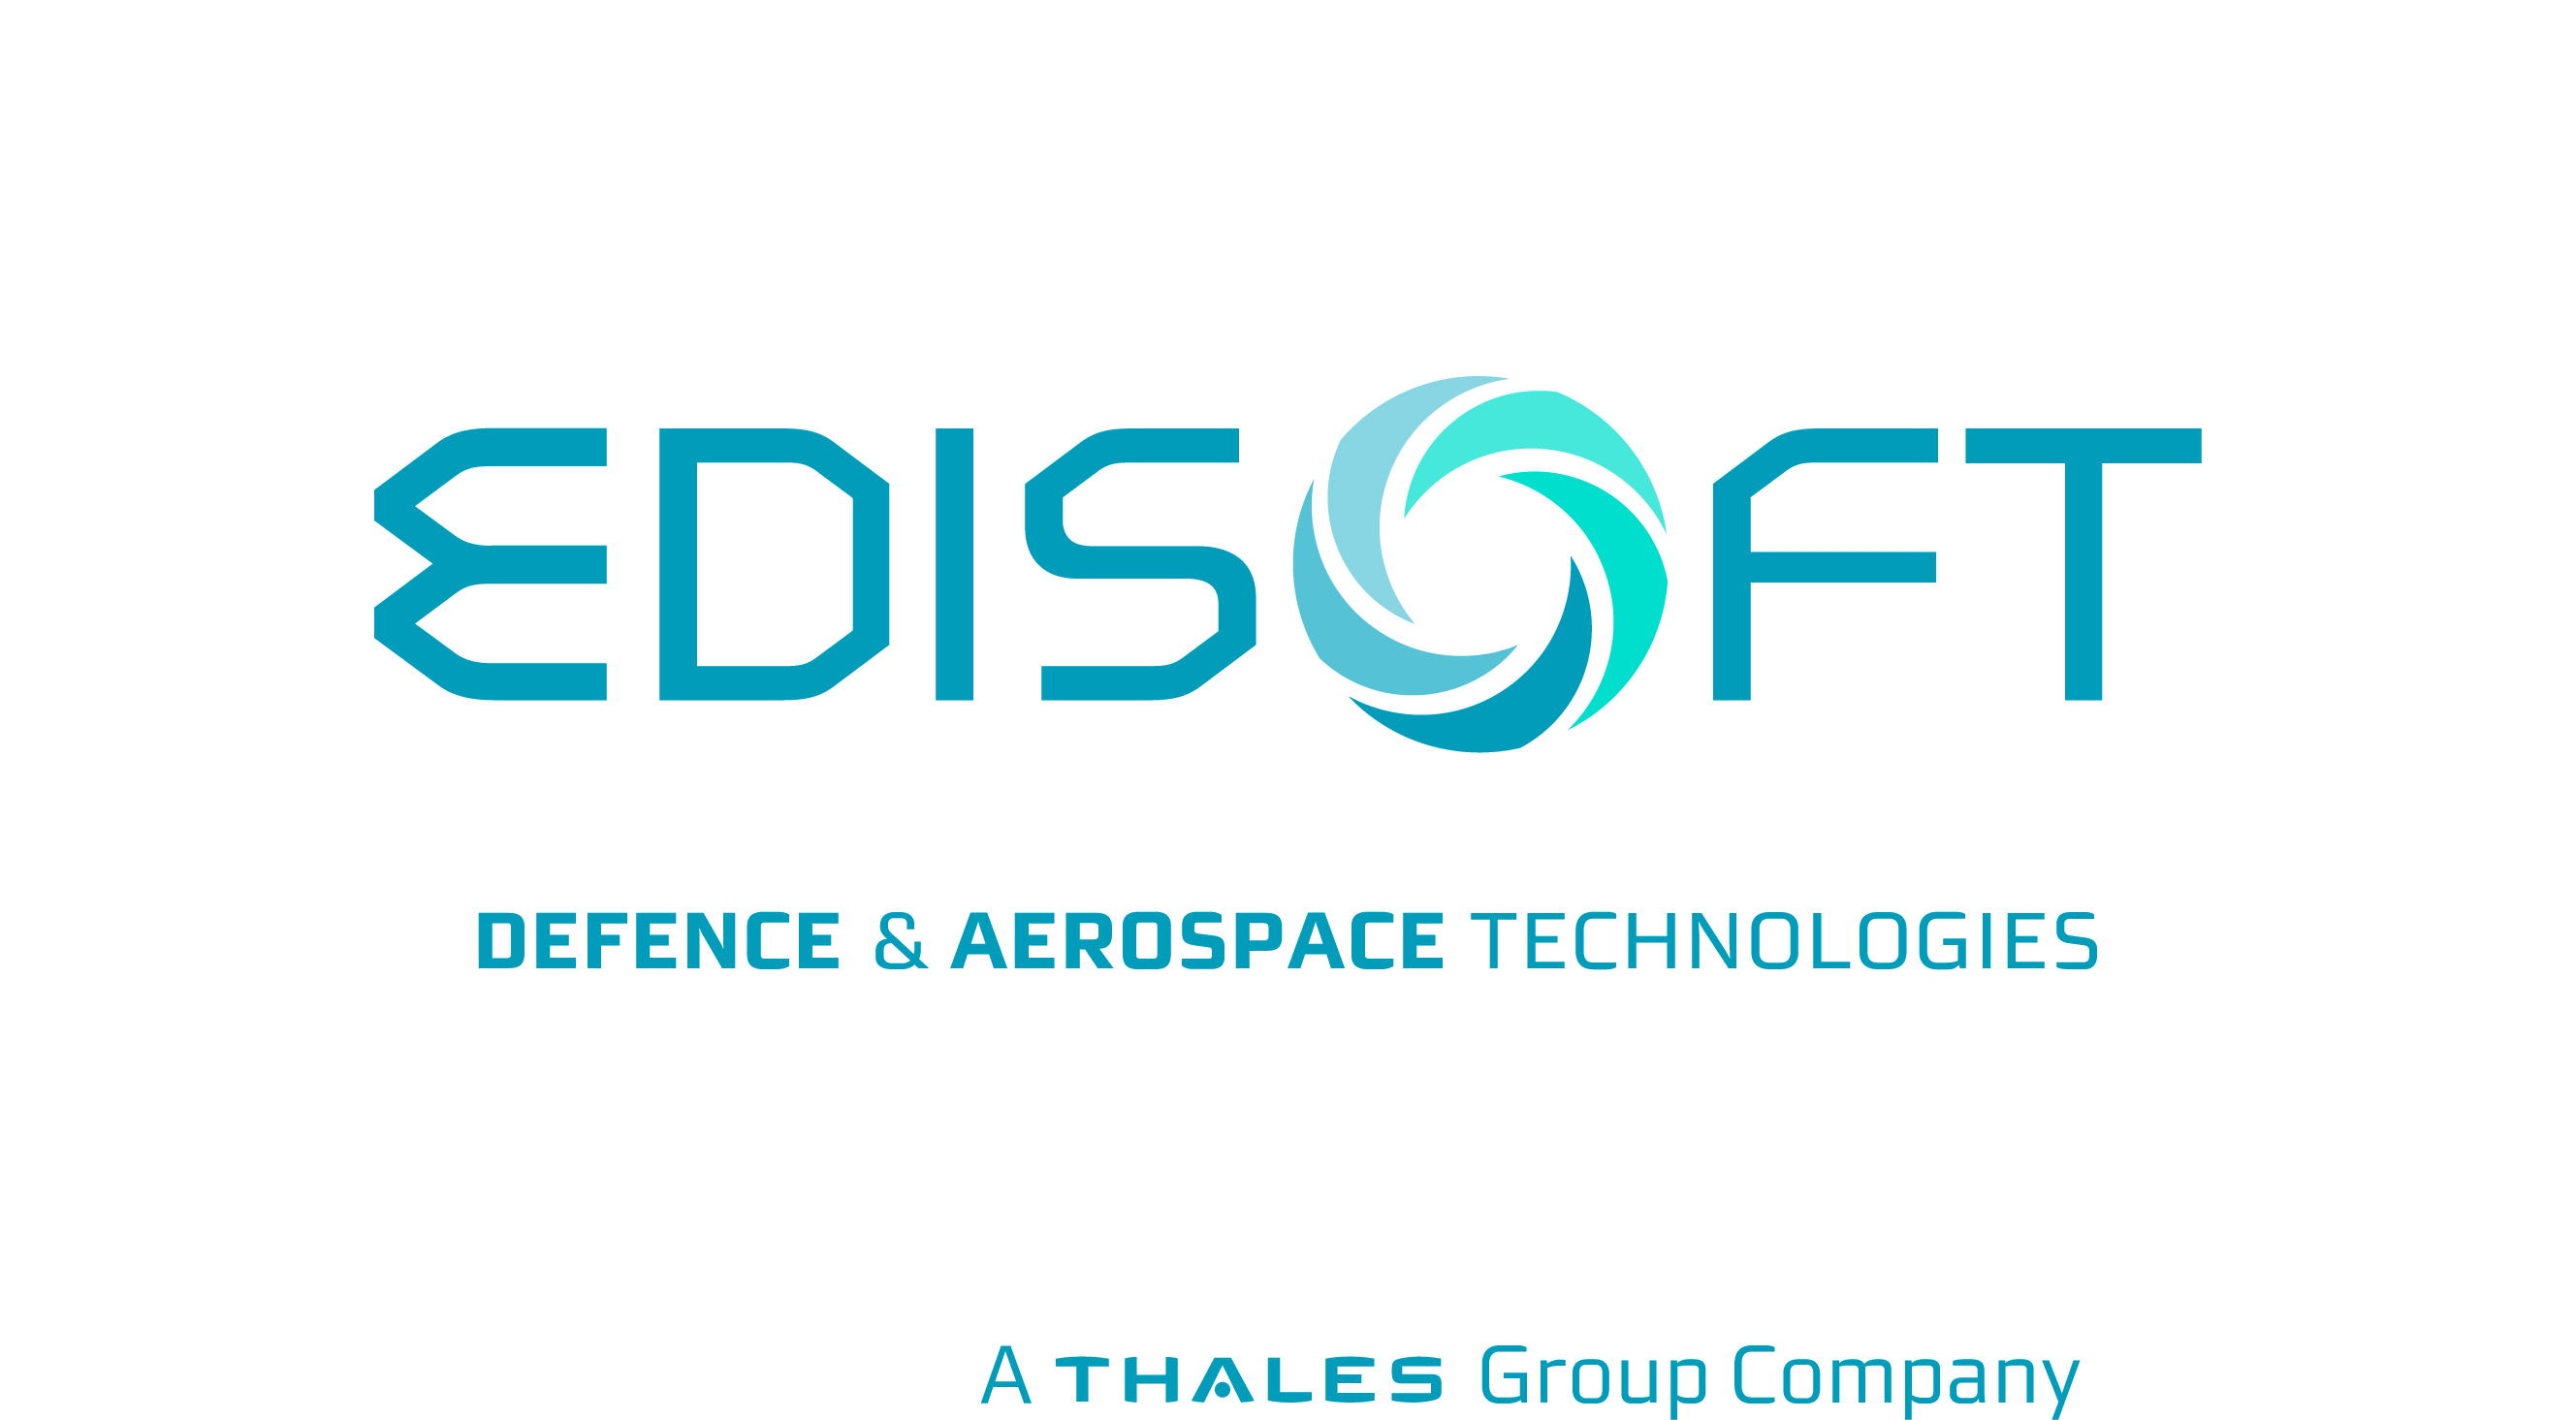 EDISOFT
DEFENCE & AEROSPACE TECHNOLOGIES
A THALES Group Company